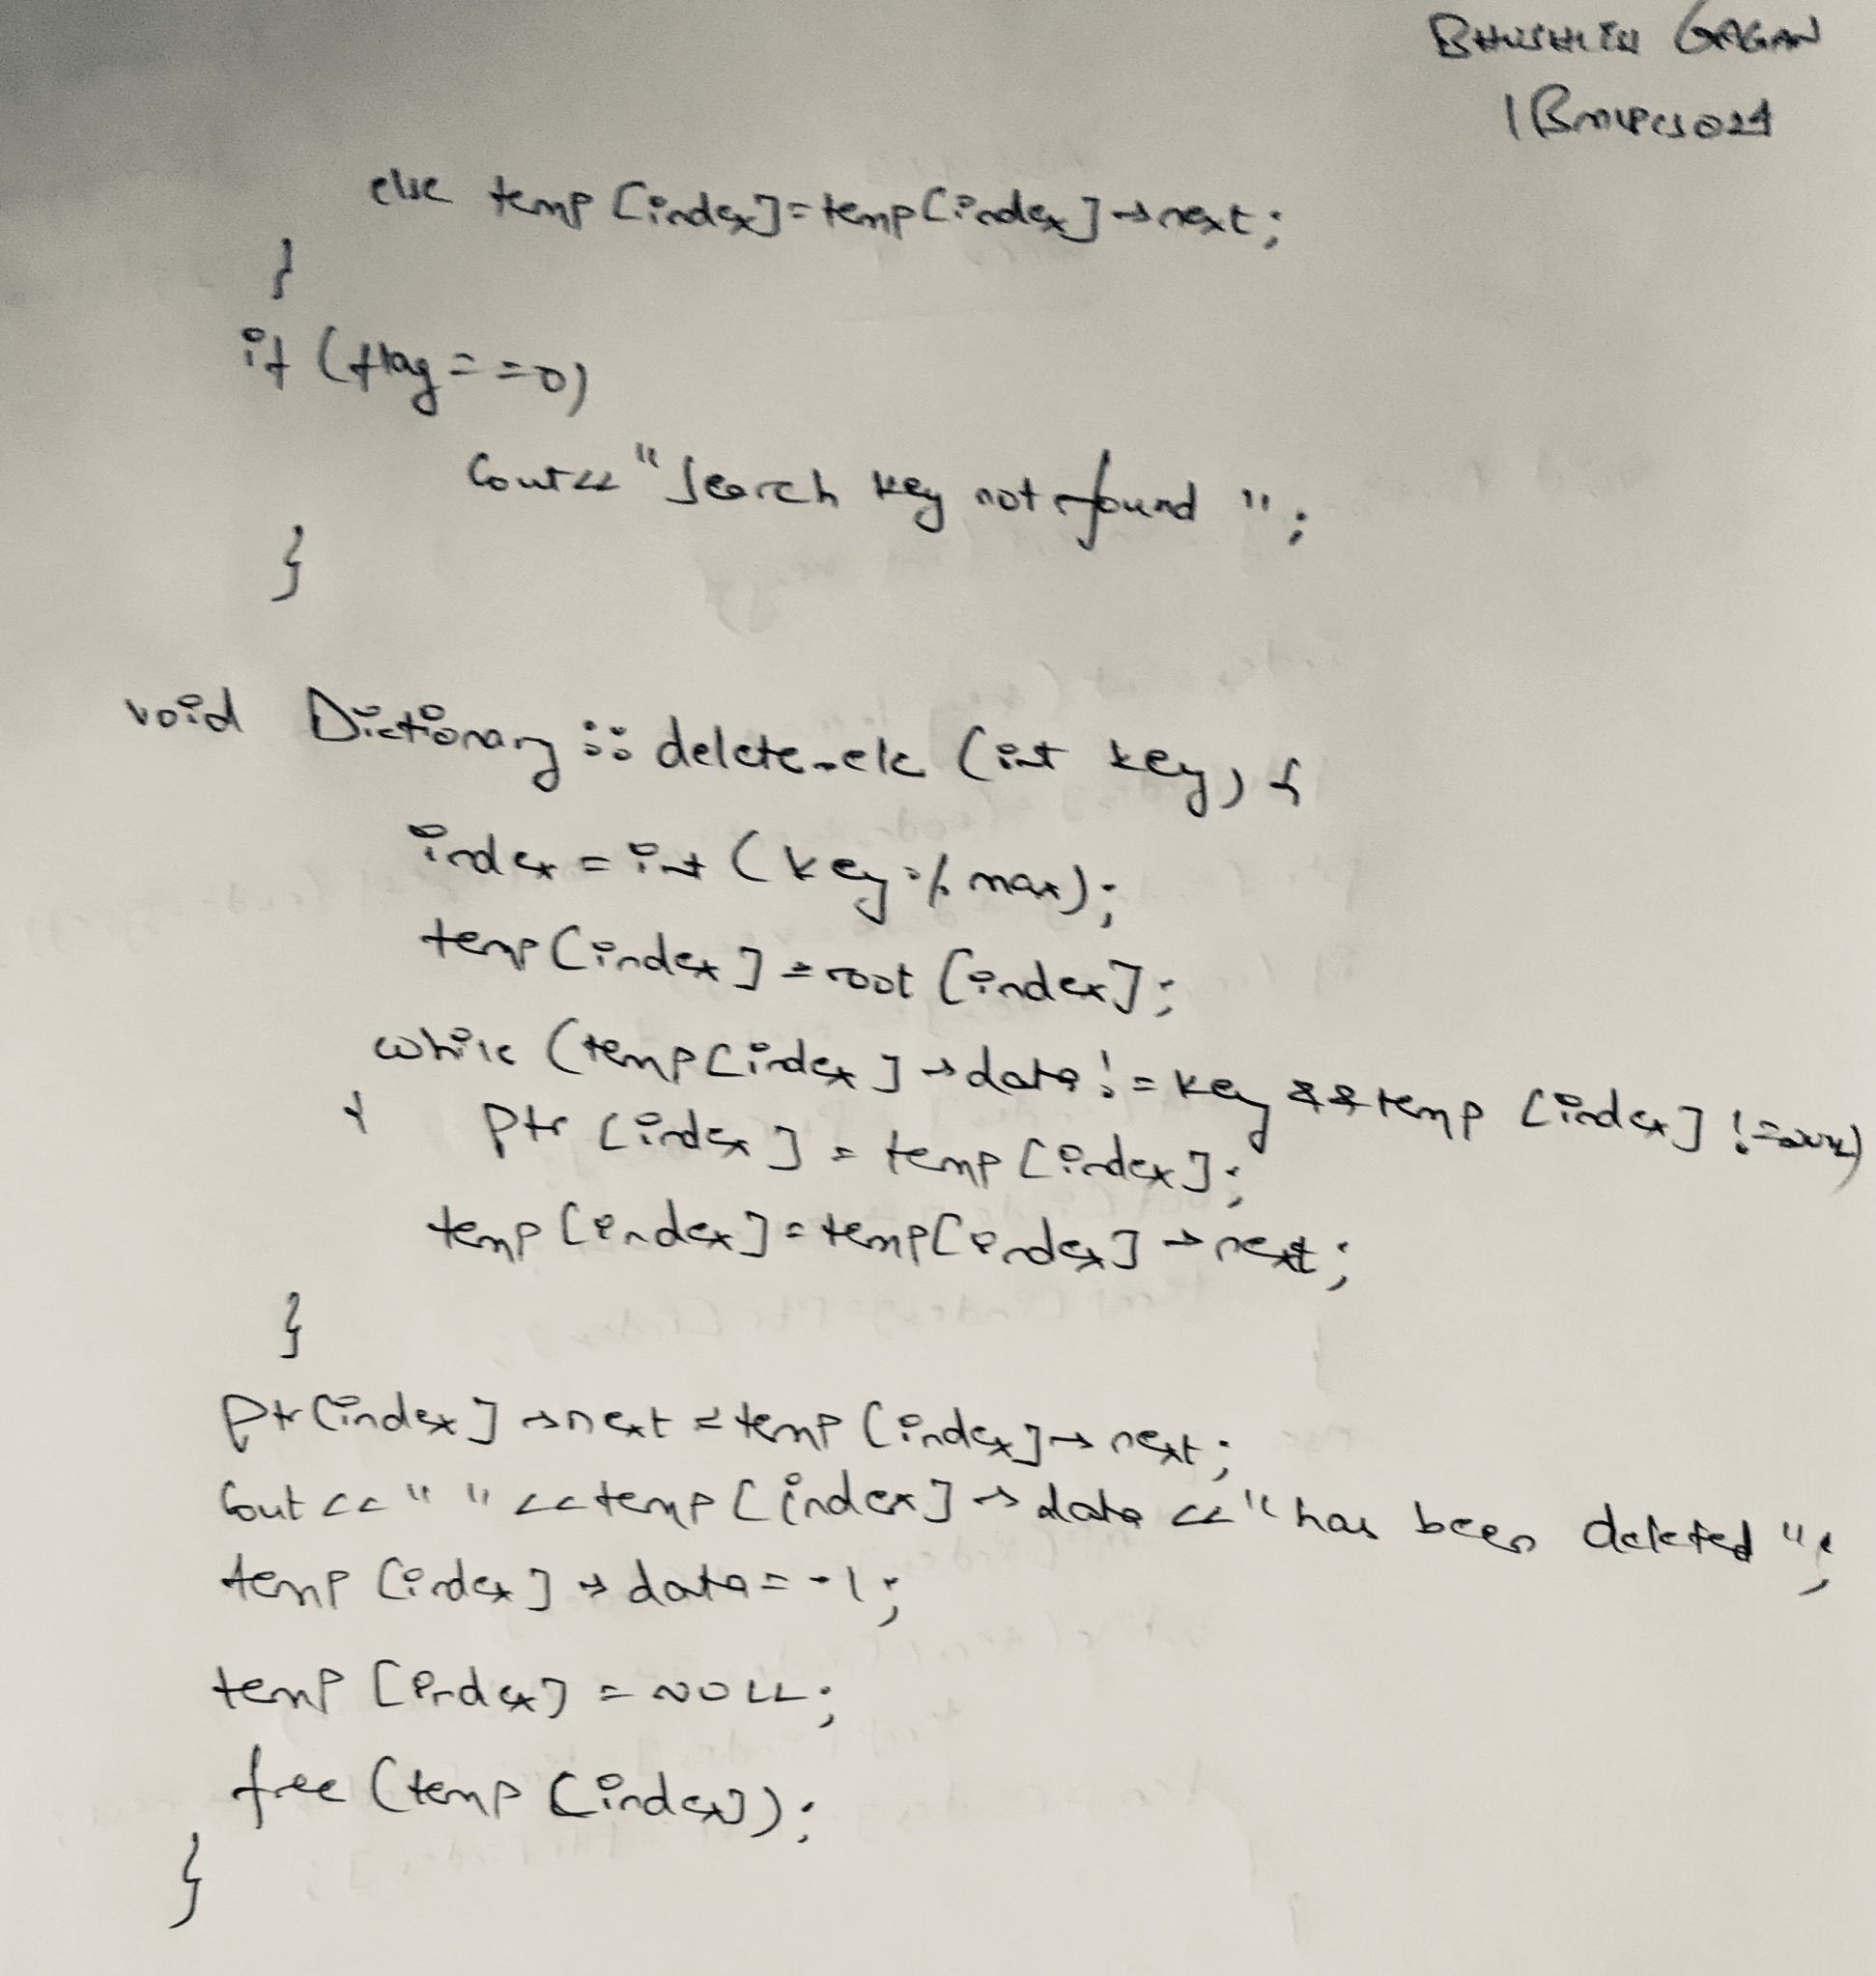 GAGAN
else temp [index]=temp[index]→next;
}
if (flag==0)
Cout<< "Search key not found ";
}
void Dictionary :: delete_ele (int key) {
index = int (key % max);
temp[index] = root [index];
while (temp[index]→data != key && temp [index] != NULL)
{ ptr [index] = temp [index];
temp [index] = temp[index] → next;
}
ptr[index] →next = temp [index]→ next;
Cout << " " << temp [index] → data << "has been deleted ";
temp [index] → data = -1;
temp [index] = NULL;
free (temp [index]);
}